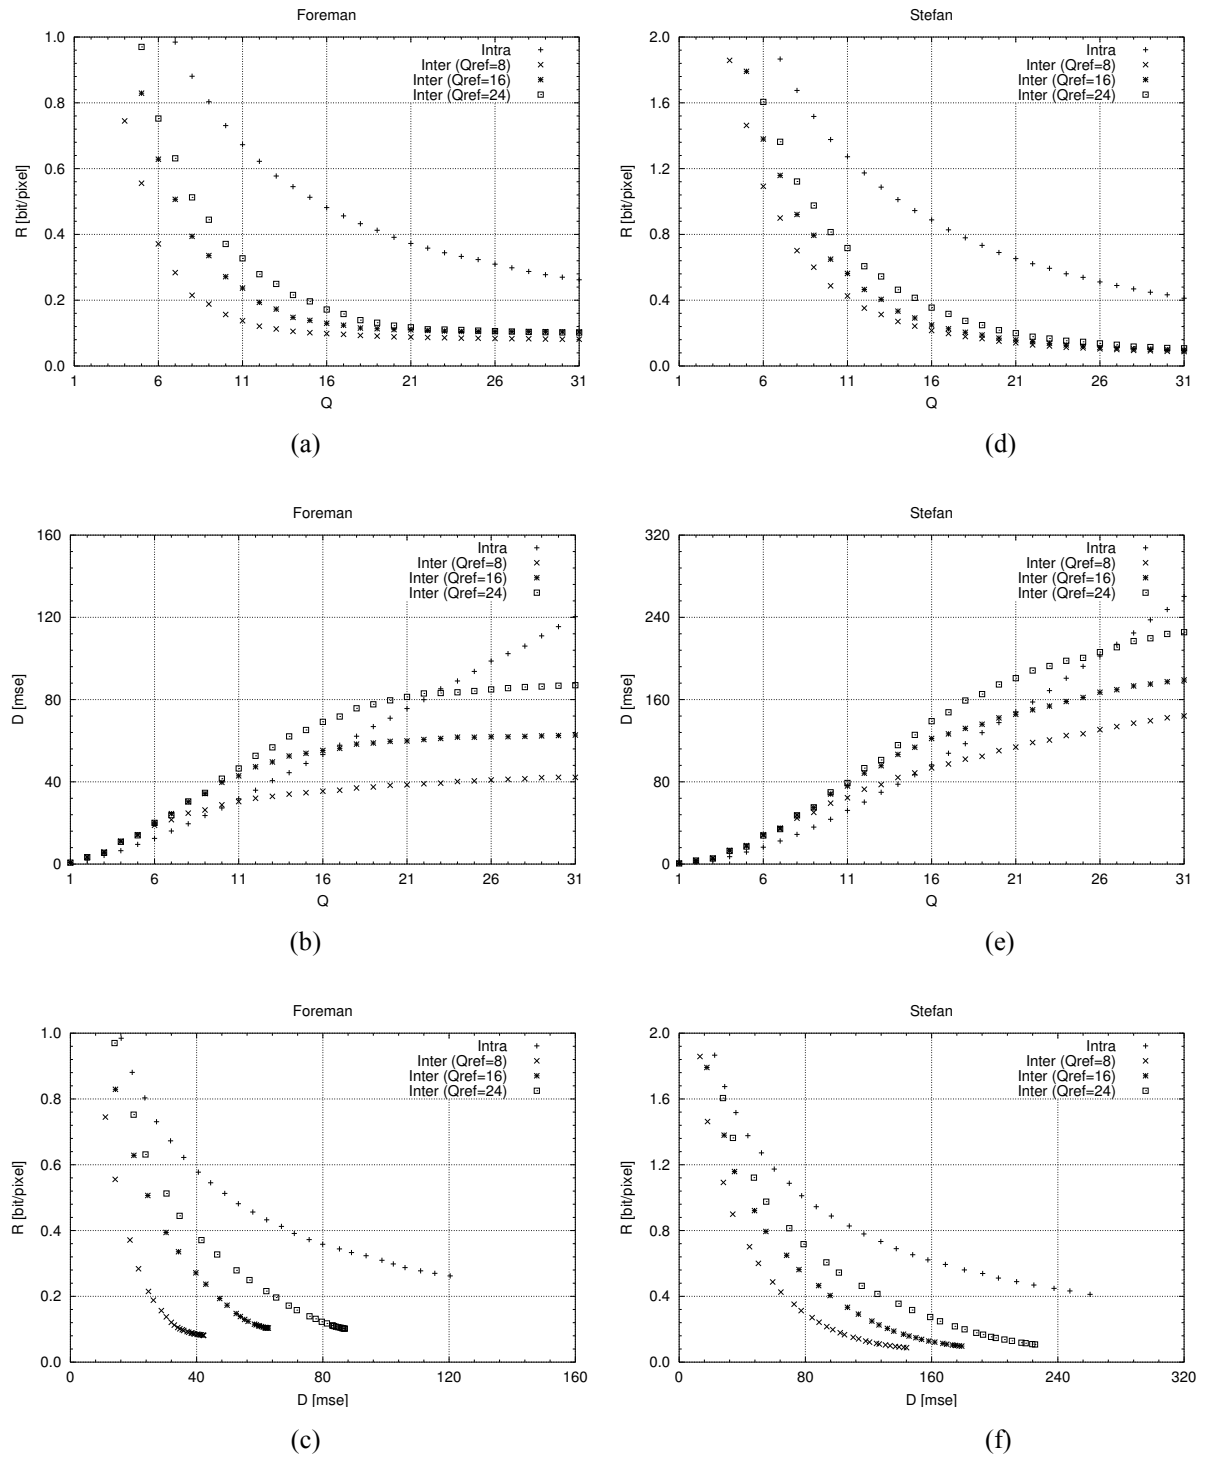 Foreman
1.0
0.8
0.6
0.4
0.2
0.0
R [bit/pixel]
Intra
Inter (Qref=8)
Inter (Qref=16)
Inter (Qref=24)
1 6 11 16 21 26 31
Q
(a)
Stefan
2.0
1.6
1.2
0.8
0.4
0.0
R [bit/pixel]
Intra
Inter (Qref=8)
Inter (Qref=16)
Inter (Qref=24)
1 6 11 16 21 26 31
Q
(d)
Foreman
160
120
80
40
0
D [mse]
Intra
Inter (Qref=8)
Inter (Qref=16)
Inter (Qref=24)
1 6 11 16 21 26 31
Q
(b)
Stefan
320
240
160
80
0
D [mse]
Intra
Inter (Qref=8)
Inter (Qref=16)
Inter (Qref=24)
1 6 11 16 21 26 31
Q
(e)
Foreman
1.0
0.8
0.6
0.4
0.2
0.0
R [bit/pixel]
Intra
Inter (Qref=8)
Inter (Qref=16)
Inter (Qref=24)
0 40 80 120 160
D [mse]
(c)
Stefan
2.0
1.6
1.2
0.8
0.4
0.0
R [bit/pixel]
Intra
Inter (Qref=8)
Inter (Qref=16)
Inter (Qref=24)
0 80 160 240 320
D [mse]
(f)